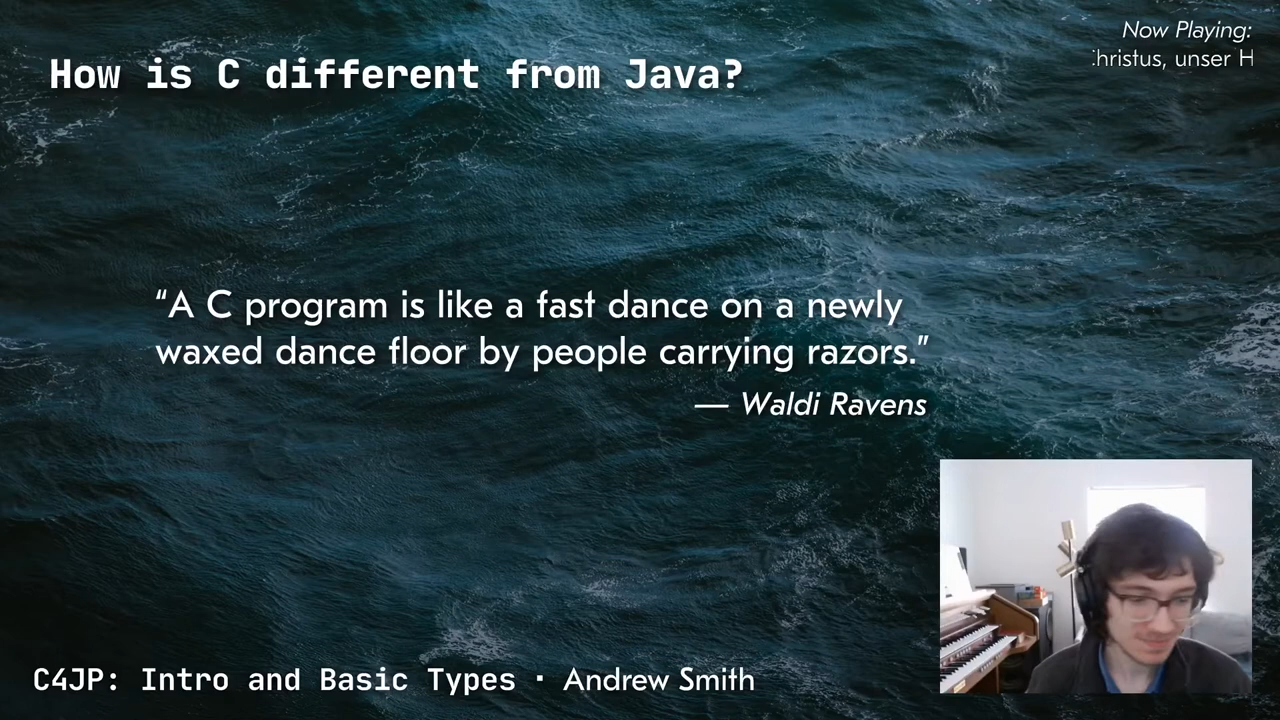 How is C different from Java?
Now Playing:
hristus, unser H
“A C program is like a fast dance on a newly
waxed dance floor by people carrying razors.”
— Waldi Ravens
C4JP: Intro and Basic Types · Andrew Smith